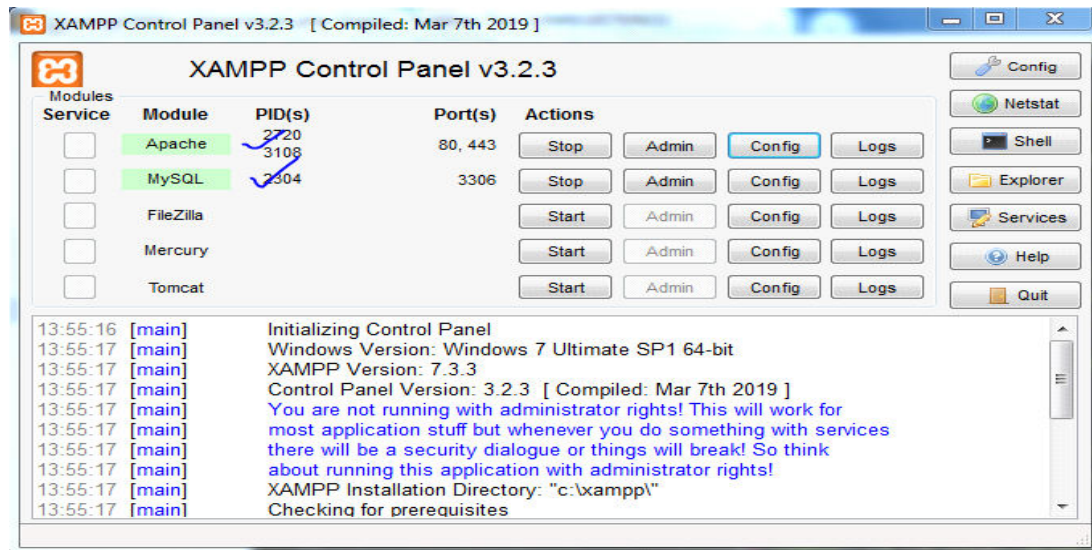 XAMPP Control Panel v3.2.3 [ Compiled: Mar 7th 2019 ]
XAMPP Control Panel v3.2.3
Config
Modules
Service Module PID(s) Port(s) Actions
Netstat
Apache 2720 3108 80, 443 Stop Admin Config Logs
Shell
MySQL 2304 3306 Stop Admin Config Logs
Explorer
FileZilla Start Admin Config Logs
Services
Mercury Start Admin Config Logs
Help
Tomcat Start Admin Config Logs
Quit
13:55:16 [main] Initializing Control Panel
13:55:17 [main] Windows Version: Windows 7 Ultimate SP1 64-bit
13:55:17 [main] XAMPP Version: 7.3.3
13:55:17 [main] Control Panel Version: 3.2.3 [ Compiled: Mar 7th 2019 ]
13:55:17 [main] You are not running with administrator rights! This will work for
13:55:17 [main] most application stuff but whenever you do something with services
13:55:17 [main] there will be a security dialogue or things will break! So think
13:55:17 [main] about running this application with administrator rights!
13:55:17 [main] XAMPP Installation Directory: "c:\xampp\"
13:55:17 [main] Checking for prerequisites